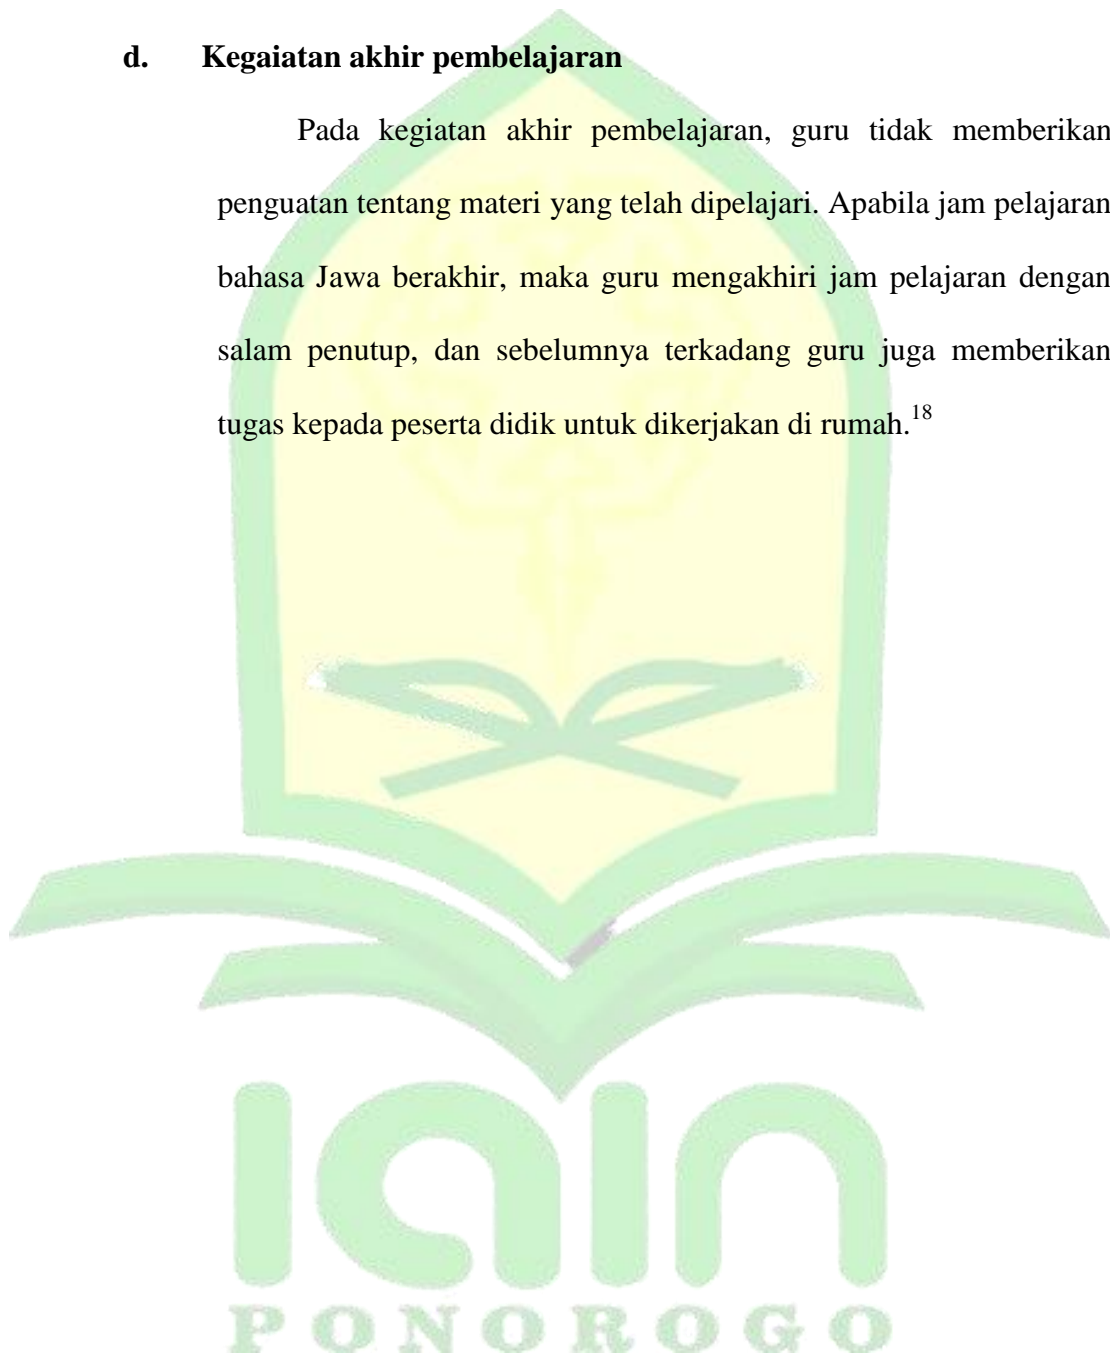 d. Kegaiatan akhir pembelajaran
Pada kegiatan akhir pembelajaran, guru tidak memberikan
penguatan tentang materi yang telah dipelajari. Apabila jam pelajaran
bahasa Jawa berakhir, maka guru mengakhiri jam pelajaran dengan
salam penutup, dan sebelumnya terkadang guru juga memberikan
tugas kepada peserta didik untuk dikerjakan di rumah.18
iain
PONOROGO